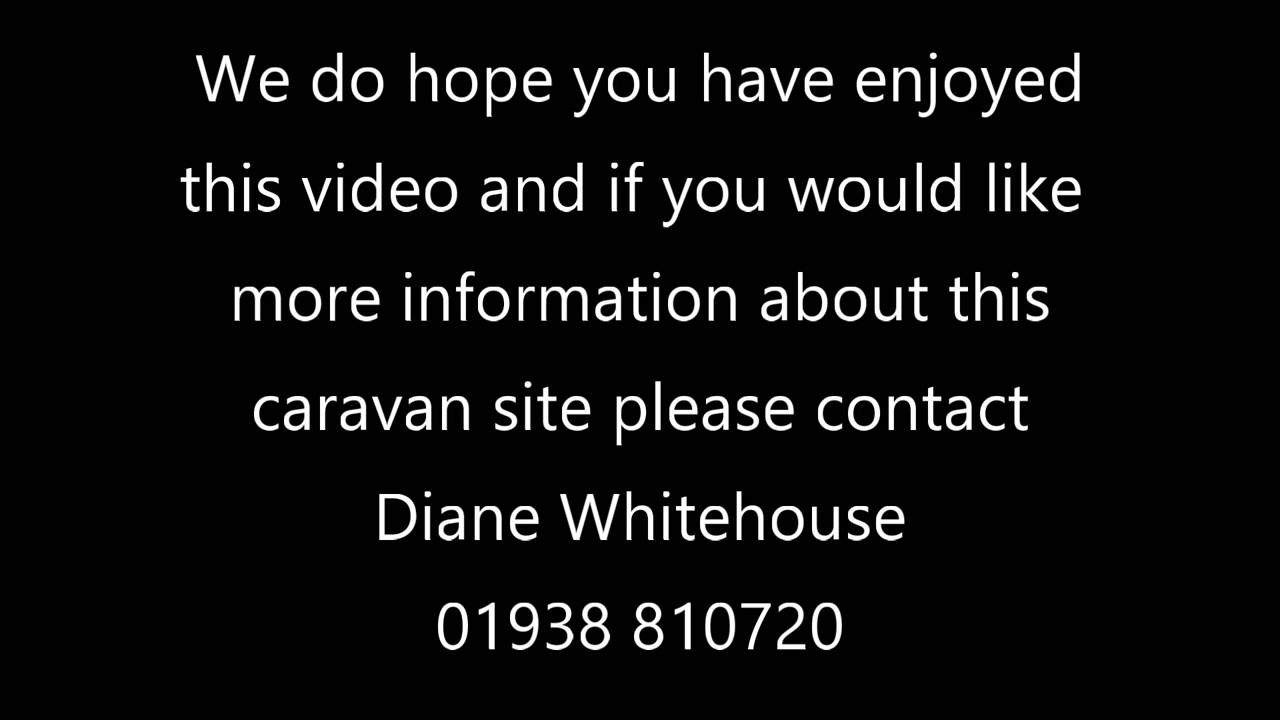 We do hope you have enjoyed
this video and if you would like
more information about this
caravan site please contact
Diane Whitehouse
01938 810720